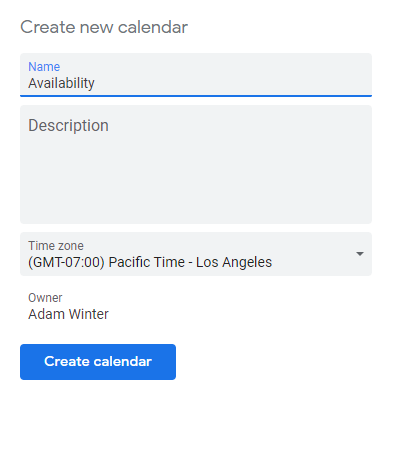 Create new calendar
Name
Availability
Description
Time zone
(GMT-07:00) Pacific Time - Los Angeles
Owner
Adam Winter
Create calendar